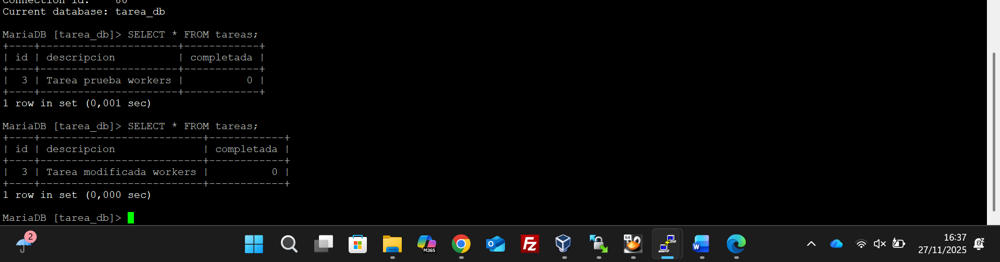 Connection id:    80
Current database: tarea_db
MariaDB [tarea_db]> SELECT * FROM tareas;
+----+----------------------+------------+
| id | descripcion          | completada |
+----+----------------------+------------+
|  3 | Tarea prueba workers |          0 |
+----+----------------------+------------+
1 row in set (0,001 sec)
MariaDB [tarea_db]> SELECT * FROM tareas;
+----+--------------------------+------------+
| id | descripcion              | completada |
+----+--------------------------+------------+
|  3 | Tarea modificada workers |          0 |
+----+--------------------------+------------+
1 row in set (0,000 sec)
MariaDB [tarea_db]>
2
M365
64
16:37
27/11/2025